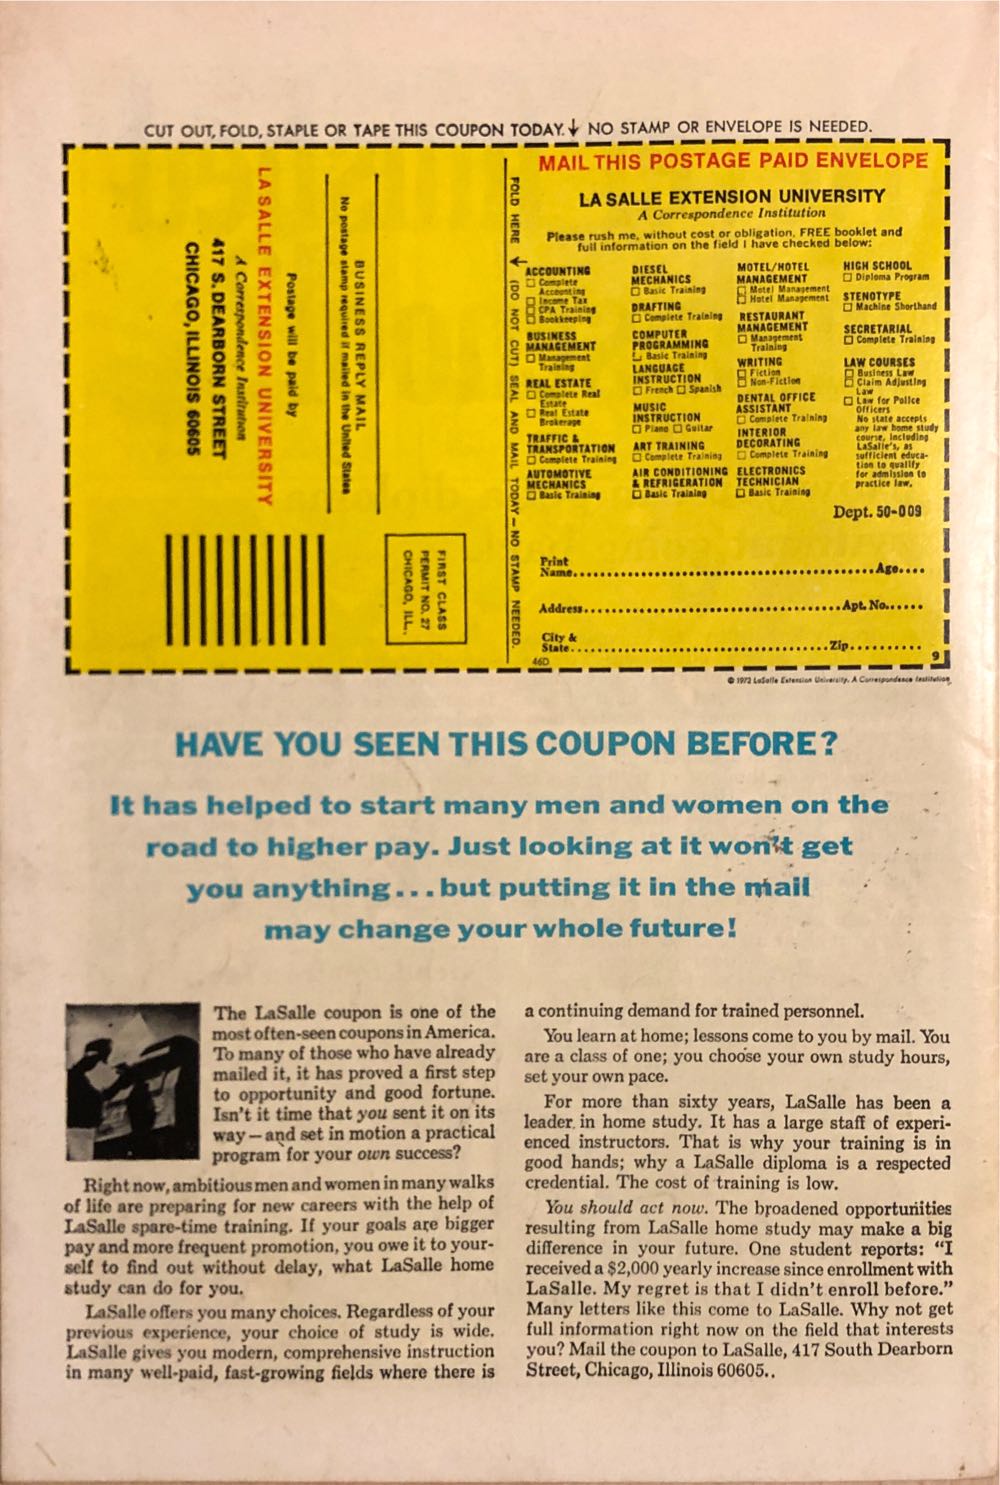 CUT OUT, FOLD, STAPLE OR TAPE THIS COUPON TODAY.↓ NO STAMP OR ENVELOPE IS NEEDED.
LA SALLE EXTENSION UNIVERSITY
A Correspondence Institution
417 S. DEARBORN STREET
CHICAGO, ILLINOIS 60605
Postage will be paid by
BUSINESS REPLY MAIL
No postage stamp required if mailed in the United States
FIRST CLASS
PERMIT NO. 27
CHICAGO, ILL.
FOLD HERE ↓ (DO NOT CUT) SEAL AND MAIL TODAY — NO STAMP NEEDED.
MAIL THIS POSTAGE PAID ENVELOPE
LA SALLE EXTENSION UNIVERSITY
A Correspondence Institution
Please rush me, without cost or obligation, FREE booklet and
full information on the field I have checked below:
ACCOUNTING
☐ Complete
Accounting
☐ Income Tax
☐ CPA Training
☐ Bookkeeping
BUSINESS
MANAGEMENT
☐ Management
Training
REAL ESTATE
☐ Complete Real
Estate
☐ Real Estate
Brokerage
TRAFFIC &
TRANSPORTATION
☐ Complete Training
AUTOMOTIVE
MECHANICS
☐ Basic Training
DIESEL
MECHANICS
☐ Basic Training
DRAFTING
☐ Complete Training
COMPUTER
PROGRAMMING
☐ Basic Training
LANGUAGE
INSTRUCTION
☐ French ☐ Spanish
MUSIC
INSTRUCTION
☐ Piano ☐ Guitar
ART TRAINING
☐ Complete Training
AIR CONDITIONING
& REFRIGERATION
☐ Basic Training
MOTEL/HOTEL
MANAGEMENT
☐ Motel Management
☐ Hotel Management
RESTAURANT
MANAGEMENT
☐ Management
Training
WRITING
☐ Fiction
☐ Non-Fiction
DENTAL OFFICE
ASSISTANT
☐ Complete Training
INTERIOR
DECORATING
☐ Complete Training
ELECTRONICS
TECHNICIAN
☐ Basic Training
HIGH SCHOOL
☐ Diploma Program
STENOTYPE
☐ Machine Shorthand
SECRETARIAL
☐ Complete Training
LAW COURSES
☐ Business Law
☐ Claim Adjusting
Law
☐ Law for Police
Officers
No state accepts
any law home study
course, including
LaSalle's, as
sufficient educa-
tion to qualify
for admission to
practice law.
Dept. 50-009
Print
Name.......... Age....
Address.......... Apt. No......
City &
State.......... Zip..........
46D
9
© 1972 LaSalle Extension University, A Correspondence Institution.
HAVE YOU SEEN THIS COUPON BEFORE?
It has helped to start many men and women on the
road to higher pay. Just looking at it won't get
you anything...but putting it in the mail
may change your whole future!
The LaSalle coupon is one of the
most often-seen coupons in America.
To many of those who have already
mailed it, it has proved a first step
to opportunity and good fortune.
Isn't it time that you sent it on its
way—and set in motion a practical
program for your own success?
Right now, ambitious men and women in many walks
of life are preparing for new careers with the help of
LaSalle spare-time training. If your goals are bigger
pay and more frequent promotion, you owe it to your-
self to find out without delay, what LaSalle home
study can do for you.
LaSalle offers you many choices. Regardless of your
previous experience, your choice of study is wide.
LaSalle gives you modern, comprehensive instruction
in many well-paid, fast-growing fields where there is
a continuing demand for trained personnel.
You learn at home; lessons come to you by mail. You
are a class of one; you choose your own study hours,
set your own pace.
For more than sixty years, LaSalle has been a
leader in home study. It has a large staff of experi-
enced instructors. That is why your training is in
good hands; why a LaSalle diploma is a respected
credential. The cost of training is low.
You should act now. The broadened opportunities
resulting from LaSalle home study may make a big
difference in your future. One student reports: "I
received a $2,000 yearly increase since enrollment with
LaSalle. My regret is that I didn't enroll before."
Many letters like this come to LaSalle. Why not get
full information right now on the field that interests
you? Mail the coupon to LaSalle, 417 South Dearborn
Street, Chicago, Illinois 60605..